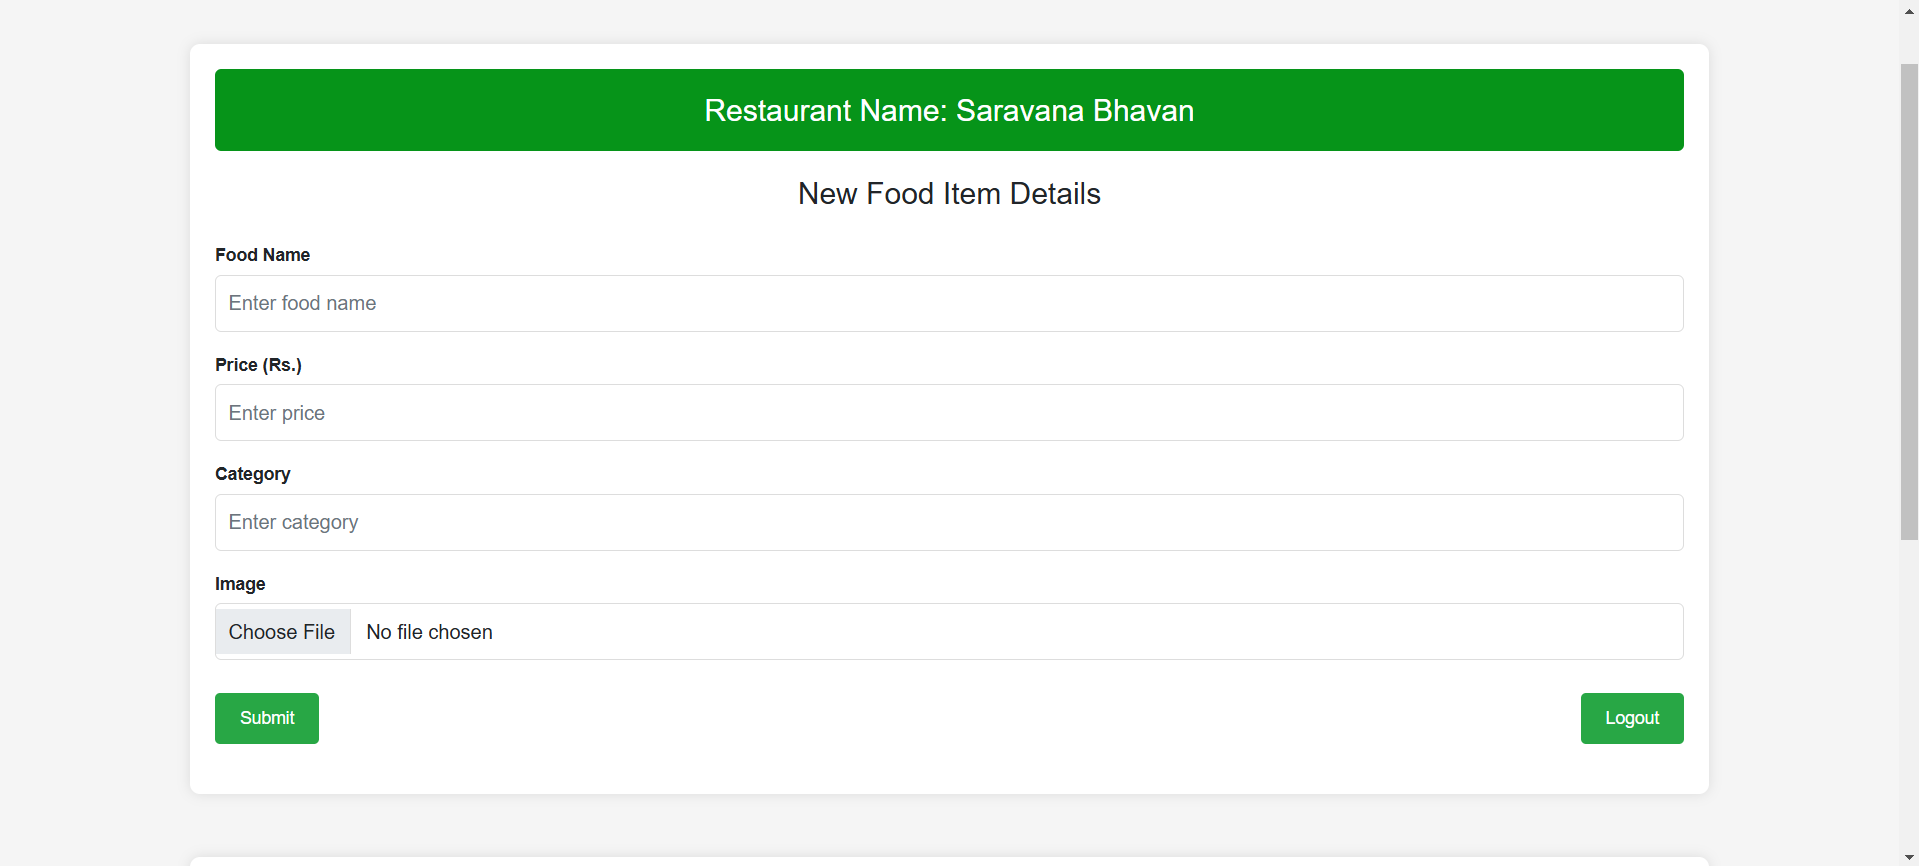 Restaurant Name: Saravana Bhavan
New Food Item Details
Food Name
Enter food name
Price (Rs.)
Enter price
Category
Enter category
Image
Choose File No file chosen
Submit Logout